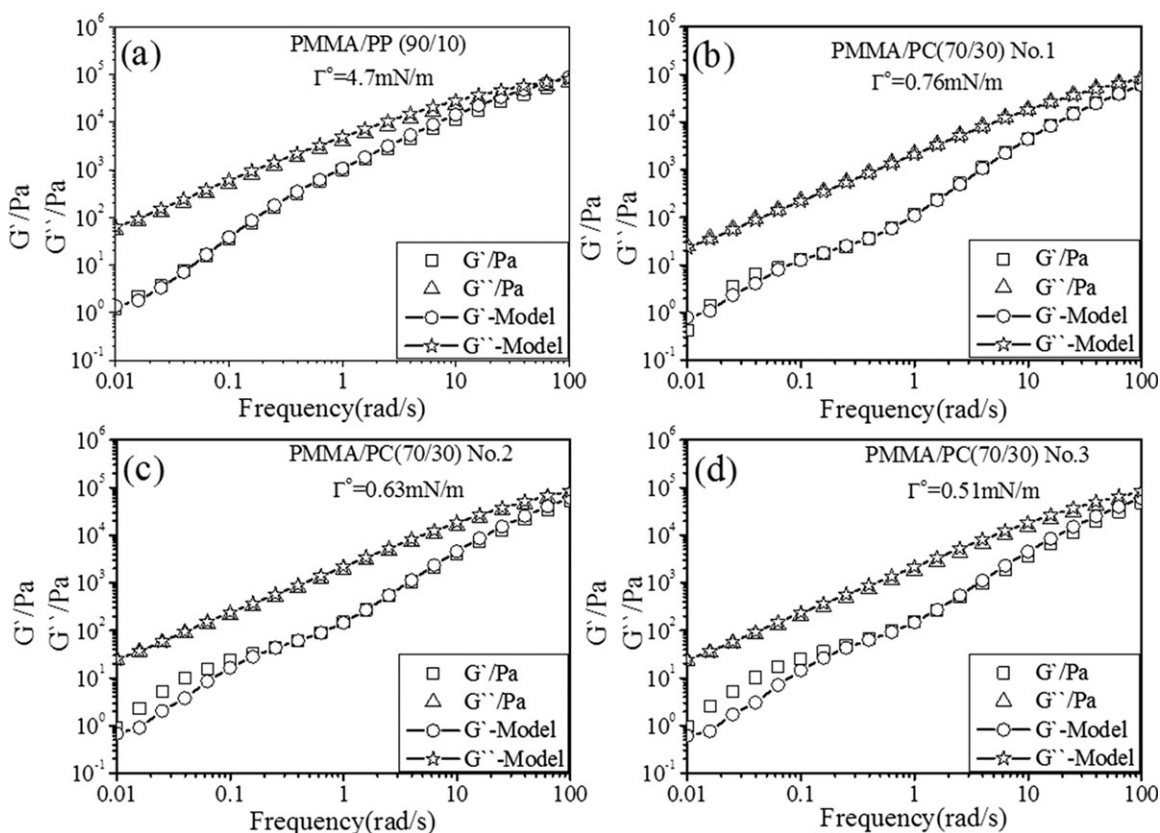 (a)
PMMA/PP (90/10)
Γ°=4.7mN/m
G`/Pa
G``/Pa
10⁶
10⁵
10⁴
10³
10²
10¹
10⁰
10⁻¹
G`/Pa
G``/Pa
G`-Model
G``-Model
0.01 0.1 1 10 100
Frequency(rad/s)
(b)
PMMA/PC(70/30) No.1
Γ°=0.76mN/m
G`/Pa
G``/Pa
10⁶
10⁵
10⁴
10³
10²
10¹
10⁰
10⁻¹
G`/Pa
G``/Pa
G`-Model
G``-Model
0.01 0.1 1 10 100
Frequency(rad/s)
(c)
PMMA/PC(70/30) No.2
Γ°=0.63mN/m
G`/Pa
G``/Pa
10⁶
10⁵
10⁴
10³
10²
10¹
10⁰
10⁻¹
G`/Pa
G``/Pa
G`-Model
G``-Model
0.01 0.1 1 10 100
Frequency(rad/s)
(d)
PMMA/PC(70/30) No.3
Γ°=0.51mN/m
G`/Pa
G``/Pa
10⁶
10⁵
10⁴
10³
10²
10¹
10⁰
10⁻¹
G`/Pa
G``/Pa
G`-Model
G``-Model
0.01 0.1 1 10 100
Frequency(rad/s)